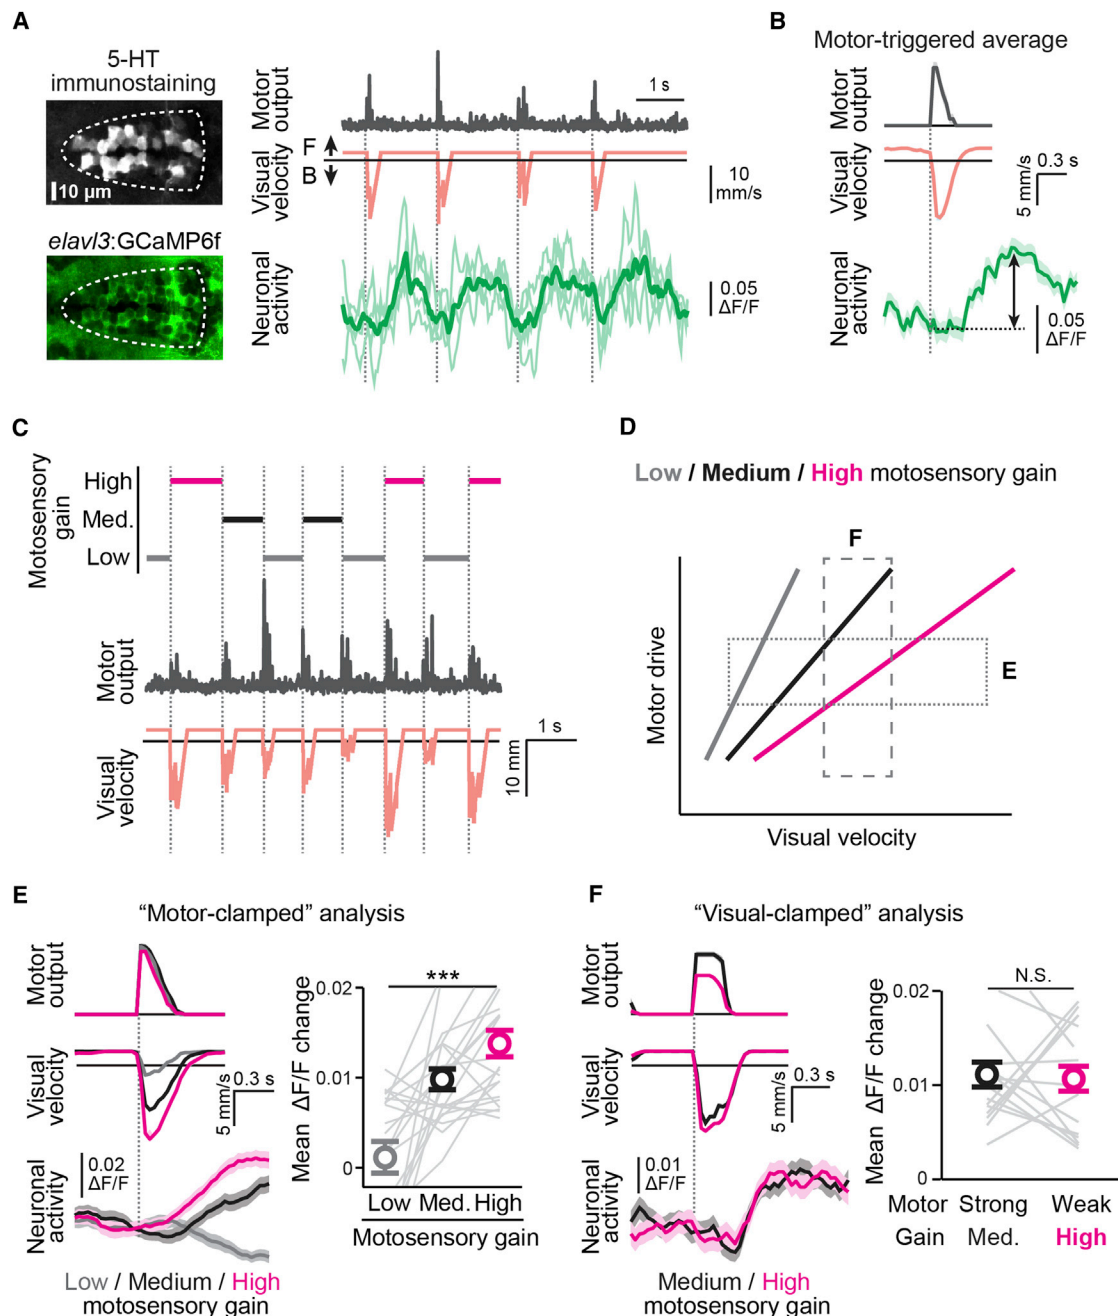 A
5-HT
immunostaining
10 µm
elavl3:GCaMP6f
Motor
output
1 s
F
B
Visual
velocity
10
mm/s
Neuronal
activity
0.05
ΔF/F
B
Motor-triggered average
Motor
output
Visual
velocity
5 mm/s
0.3 s
Neuronal
activity
0.05
ΔF/F
C
Motosensory
gain
High
Med.
Low
Motor
output
Visual
velocity
1 s
10 mm
D
Low / Medium / High motosensory gain
F
E
Motor drive
Visual velocity
E
“Motor-clamped” analysis
Motor
output
Visual
velocity
5 mm/s
0.3 s
Neuronal
activity
0.02
ΔF/F
Low / Medium / High
motosensory gain
Mean ΔF/F change
***
0.02
0.01
0
Low Med. High
Motosensory gain
F
“Visual-clamped” analysis
Motor
output
Visual
velocity
5 mm/s
0.3 s
Neuronal
activity
0.01
ΔF/F
Medium / High
motosensory gain
Mean ΔF/F change
N.S.
0.02
0.01
0
Motor Strong Weak
Gain Med. High